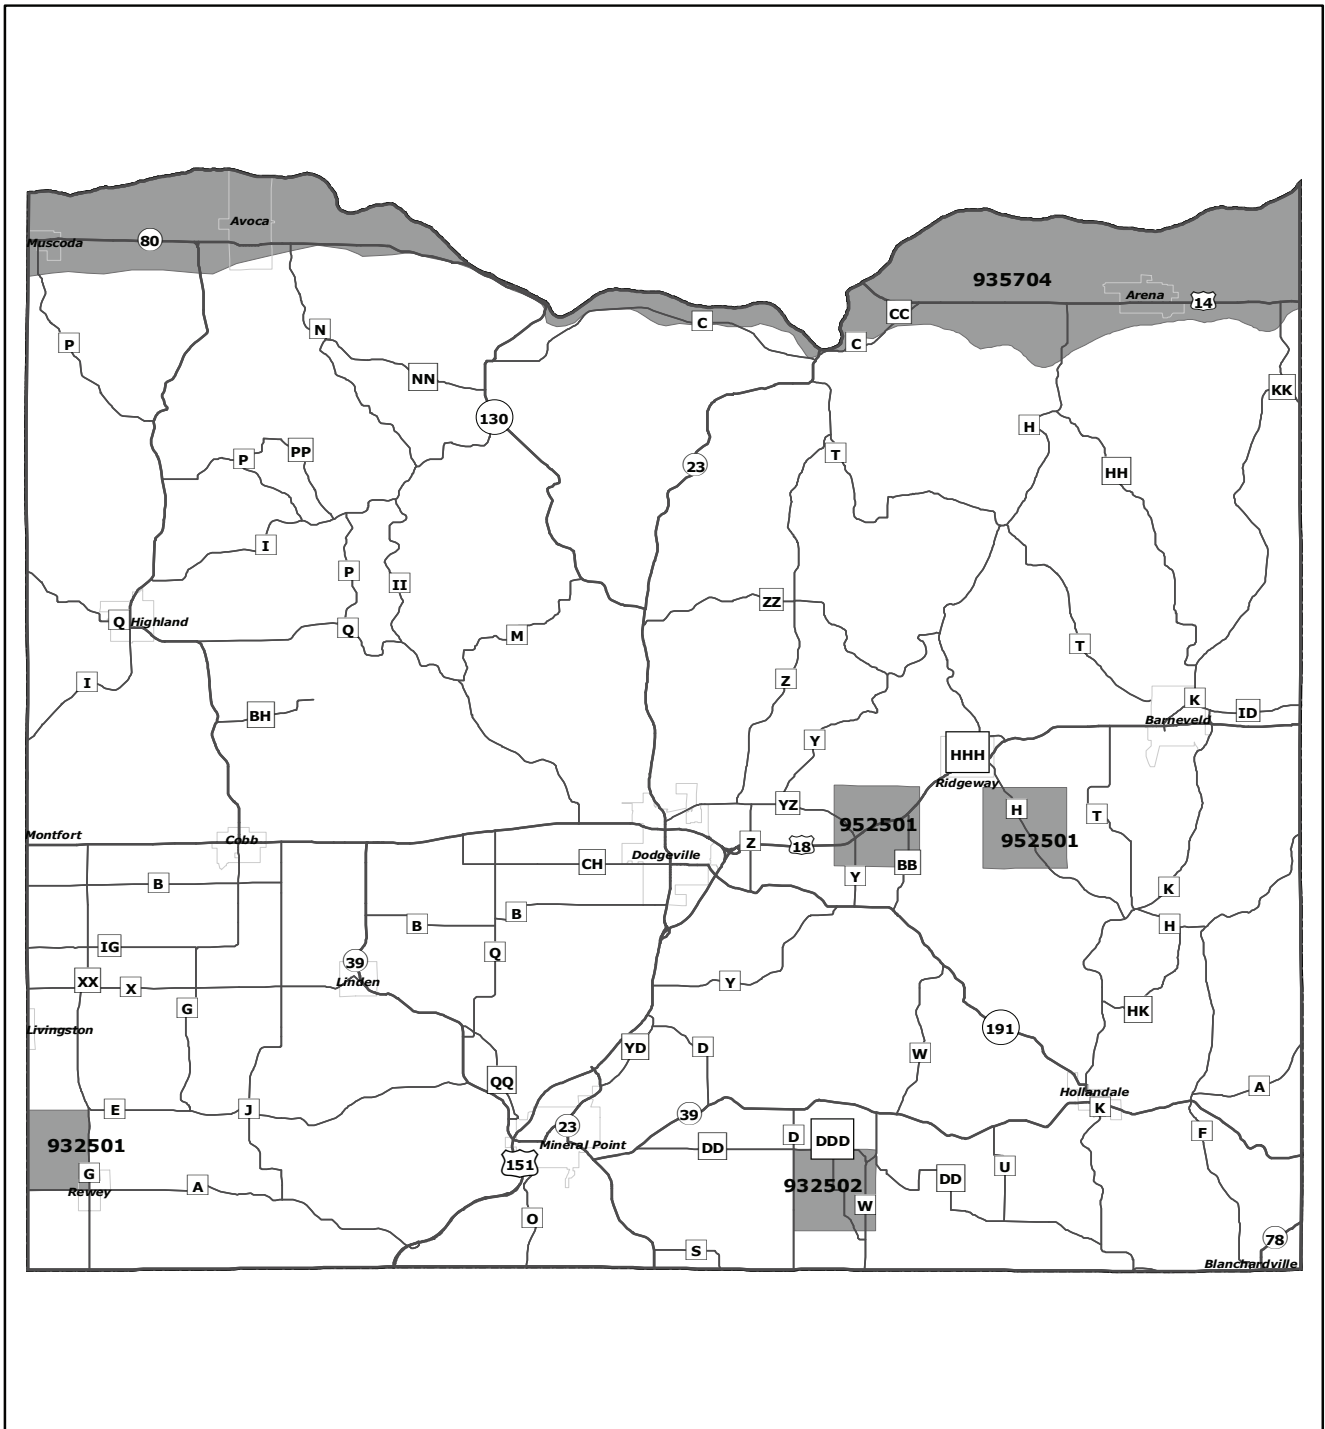 Avoca
Muscoda
80
935704
Arena
14
CC
C
N
C
P
NN
KK
130
H
PP
T
P
23
HH
I
P
II
ZZ
Q
Highland
Q
M
T
I
Z
K
BH
ID
Barneveld
Y
HHH
Ridgeway
YZ
H
T
952501
Montfort
Cobb
Z
18
952501
Dodgeville
CH
BB
B
Y
K
B
B
H
IG
Q
39
XX
X
Linden
Y
G
HK
Livingston
191
YD
D
W
QQ
A
Hollandale
E
J
K
39
23
F
D
DDD
932501
Mineral Point
DD
151
U
G
DD
A
932502
Rewey
W
O
78
S
Blanchardville